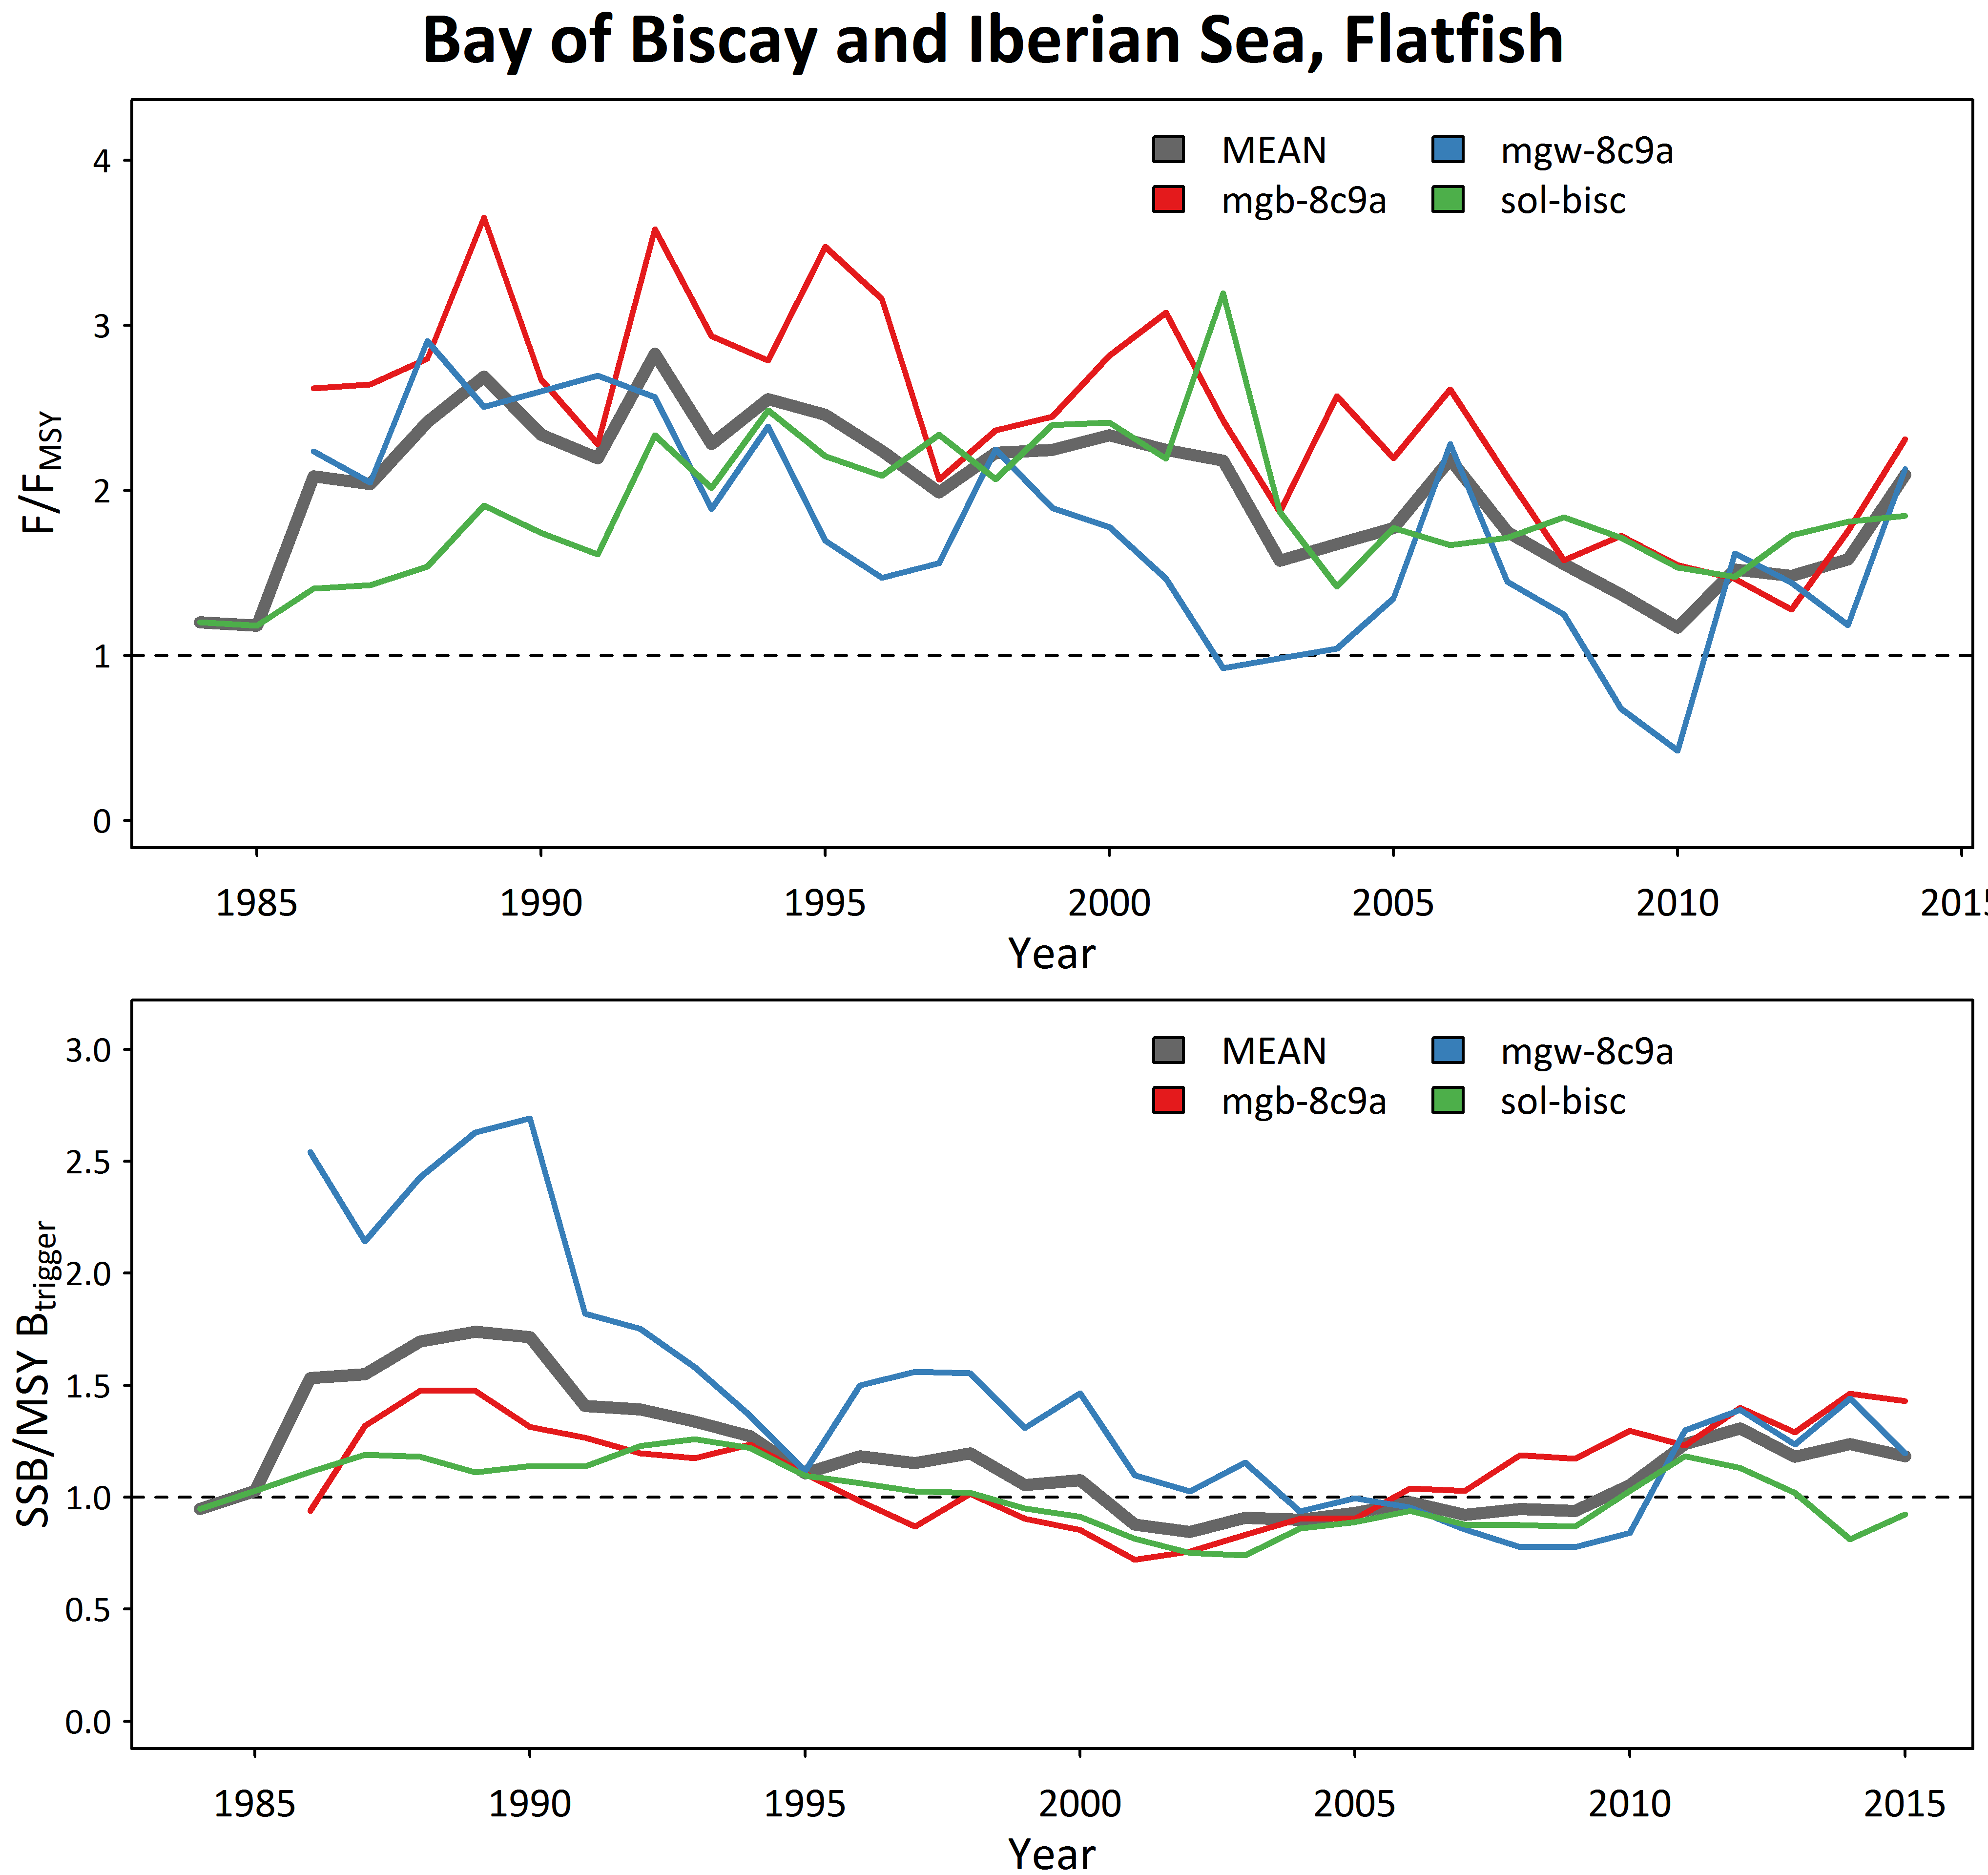 Bay of Biscay and Iberian Sea, Flatfish
F/FMSY
4
3
2
1
0
MEAN
mgb-8c9a
mgw-8c9a
sol-bisc
1985 1990 1995 2000 2005 2010 2015
Year
SSB/MSY Btrigger
3.0
2.5
2.0
1.5
1.0
0.5
0.0
MEAN
mgb-8c9a
mgw-8c9a
sol-bisc
1985 1990 1995 2000 2005 2010 2015
Year